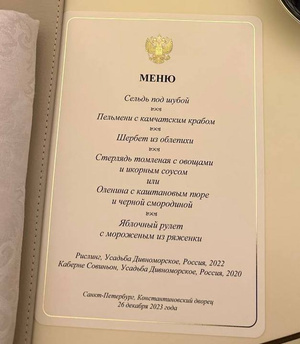 МЕНЮ
Сельдь под шубой
Пельмени с камчатским крабом
Шербет из облепихи
Стерлядь томленая с овощами
и икорным соусом
или
Оленина с каштановым пюре
и черной смородиной
Яблочный рулет
с мороженым из ряженки
Рислинг, Усадьба Дивноморское, Россия, 2022
Каберне Совиньон, Усадьба Дивноморское, Россия, 2020
Санкт-Петербург, Константиновский дворец
26 декабря 2023 года